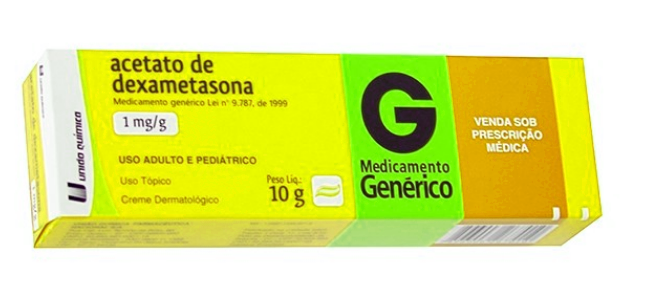 acetato de
dexametasona
Medicamento genérico Lei nº 9.787, de 1999
1 mg/g
USO ADULTO E PEDIÁTRICO
Uso Tópico
Creme Dermatológico
Peso Liq.:
10 g
união química
G
Medicamento
Genérico
VENDA SOB
PRESCRIÇÃO
MÉDICA